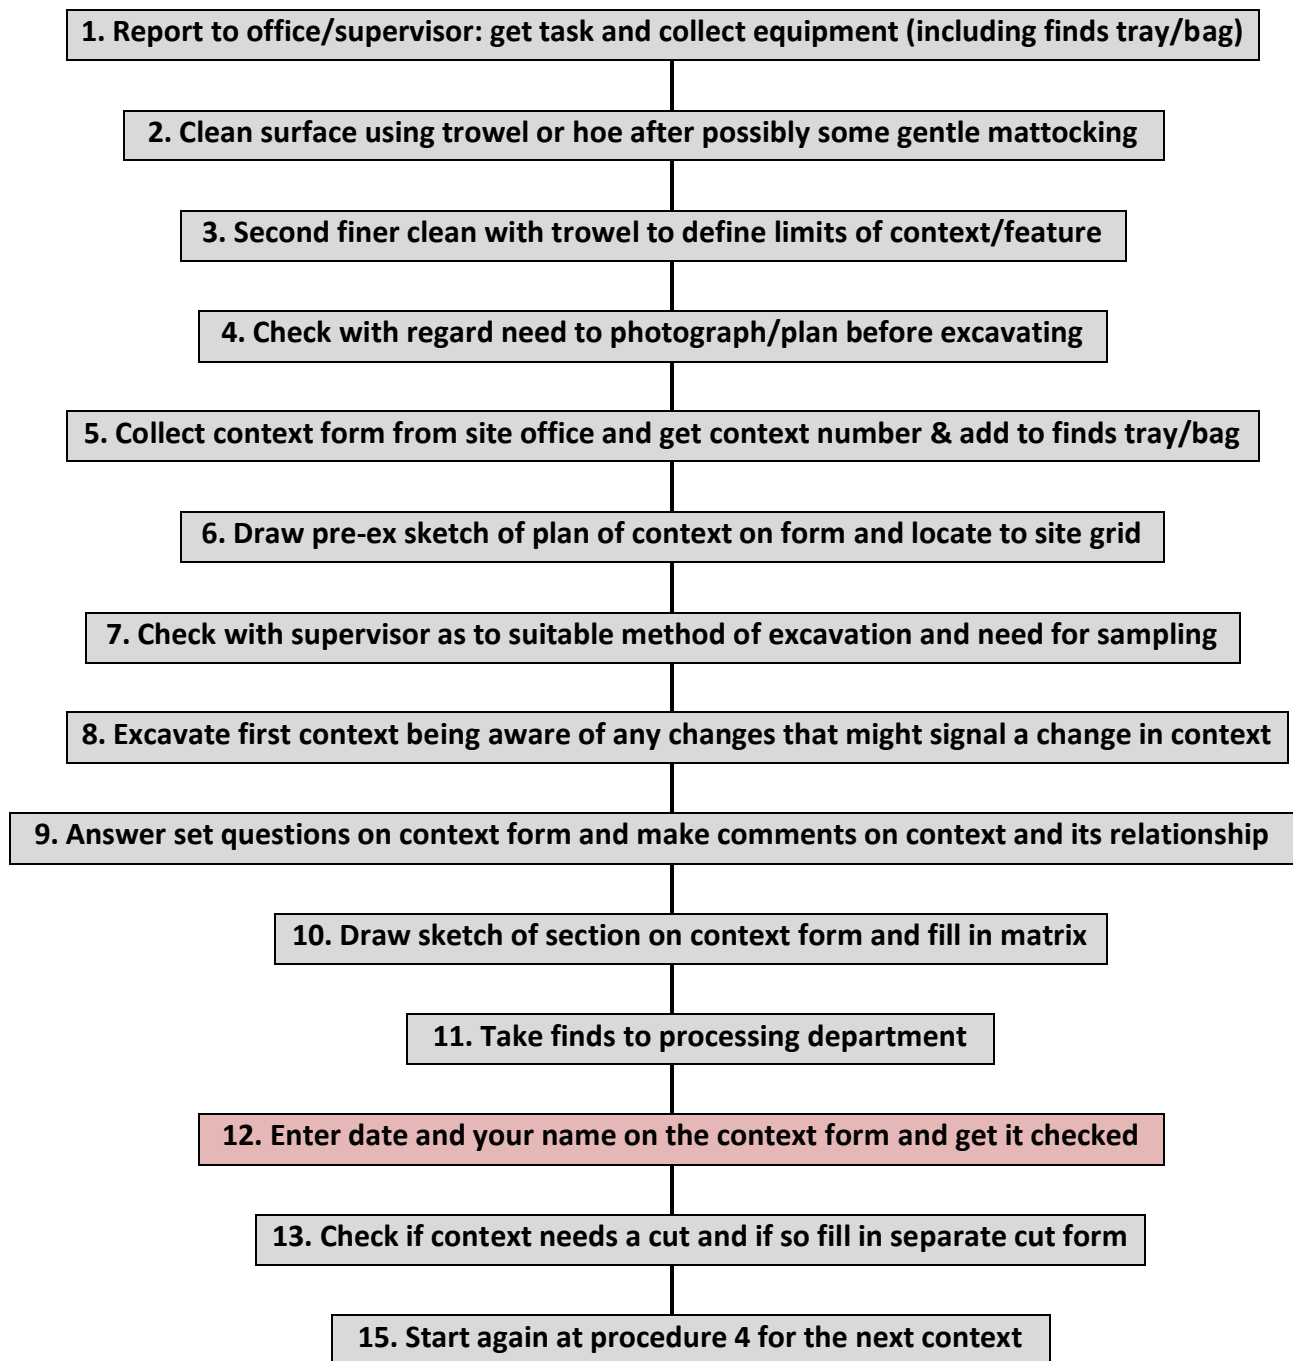 1. Report to office/supervisor: get task and collect equipment (including finds tray/bag)
2. Clean surface using trowel or hoe after possibly some gentle mattocking
3. Second finer clean with trowel to define limits of context/feature
4. Check with regard need to photograph/plan before excavating
5. Collect context form from site office and get context number & add to finds tray/bag
6. Draw pre-ex sketch of plan of context on form and locate to site grid
7. Check with supervisor as to suitable method of excavation and need for sampling
8. Excavate first context being aware of any changes that might signal a change in context
9. Answer set questions on context form and make comments on context and its relationship
10. Draw sketch of section on context form and fill in matrix
11. Take finds to processing department
12. Enter date and your name on the context form and get it checked
13. Check if context needs a cut and if so fill in separate cut form
15. Start again at procedure 4 for the next context